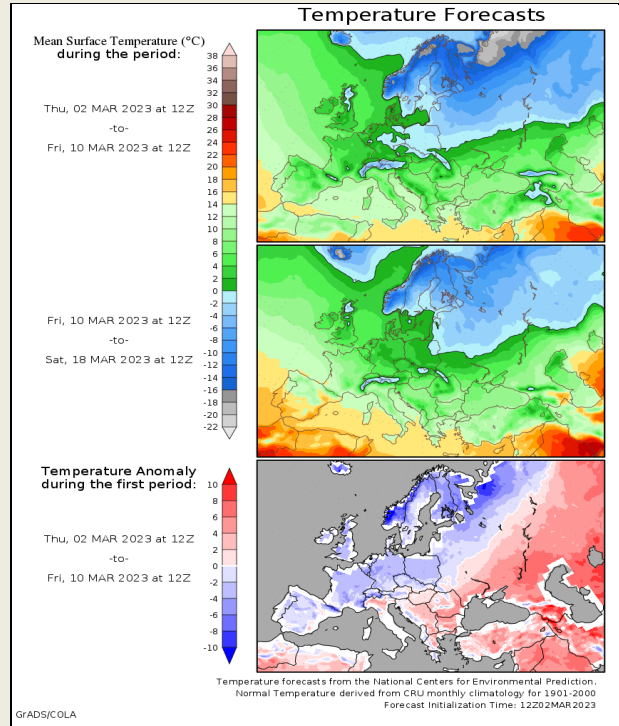 Temperature Forecasts
Mean Surface Temperature (°C)
during the period:
Thu, 02 MAR 2023 at 12Z
-to-
Fri, 10 MAR 2023 at 12Z
38
36
34
32
30
28
26
24
22
20
18
16
14
12
10
8
6
4
2
0
-2
-4
-6
-8
-10
-12
-14
-16
-18
-20
-22
Fri, 10 MAR 2023 at 12Z
-to-
Sat, 18 MAR 2023 at 12Z
Temperature Anomaly
during the first period:
Thu, 02 MAR 2023 at 12Z
-to-
Fri, 10 MAR 2023 at 12Z
10
8
6
4
2
0
-2
-4
-6
-8
-10
Temperature forecasts from the National Centers for Environmental Prediction.
Normal Temperature derived from CRU monthly climatology for 1901-2000
Forecast Initialization Time: 12Z02MAR2023
GrADS/COLA